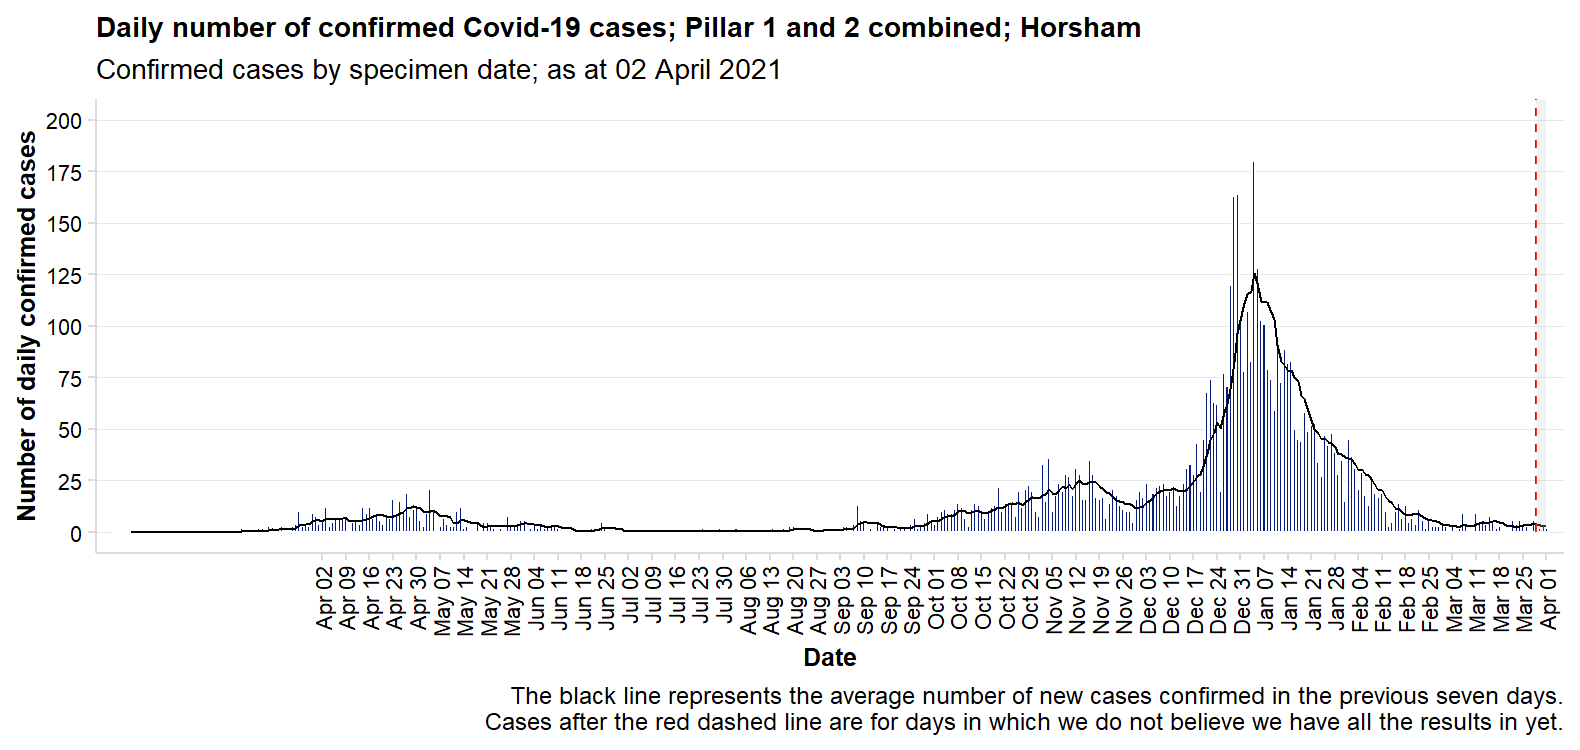 Daily number of confirmed Covid-19 cases; Pillar 1 and 2 combined; Horsham
Confirmed cases by specimen date; as at 02 April 2021
Number of daily confirmed cases
200
175
150
125
100
75
50
25
0
Apr 02
Apr 09
Apr 16
Apr 23
Apr 30
May 07
May 14
May 21
May 28
Jun 04
Jun 11
Jun 18
Jun 25
Jul 02
Jul 09
Jul 16
Jul 23
Jul 30
Aug 06
Aug 13
Aug 20
Aug 27
Sep 03
Sep 10
Sep 17
Sep 24
Oct 01
Oct 08
Oct 15
Oct 22
Oct 29
Nov 05
Nov 12
Nov 19
Nov 26
Dec 03
Dec 10
Dec 17
Dec 24
Dec 31
Jan 07
Jan 14
Jan 21
Jan 28
Feb 04
Feb 11
Feb 18
Feb 25
Mar 04
Mar 11
Mar 18
Mar 25
Apr 01
Date
The black line represents the average number of new cases confirmed in the previous seven days.
Cases after the red dashed line are for days in which we do not believe we have all the results in yet.